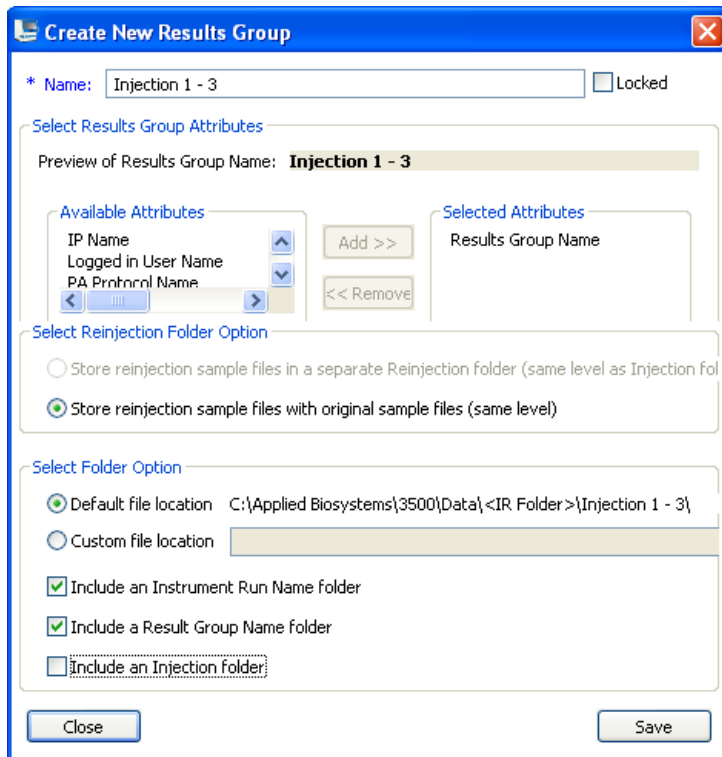 Create New Results Group
* Name: Injection 1 - 3 Locked
Select Results Group Attributes
Preview of Results Group Name: Injection 1 - 3
Available Attributes
IP Name
Logged in User Name
PA Protocol Name
Add >>
<< Remove
Selected Attributes
Results Group Name
Select Reinjection Folder Option
Store reinjection sample files in a separate Reinjection folder (same level as Injection fol
Store reinjection sample files with original sample files (same level)
Select Folder Option
Default file location C:\Applied Biosystems\3500\Data\<IR Folder>\Injection 1 - 3\
Custom file location
Include an Instrument Run Name folder
Include a Result Group Name folder
Include an Injection folder
Close Save